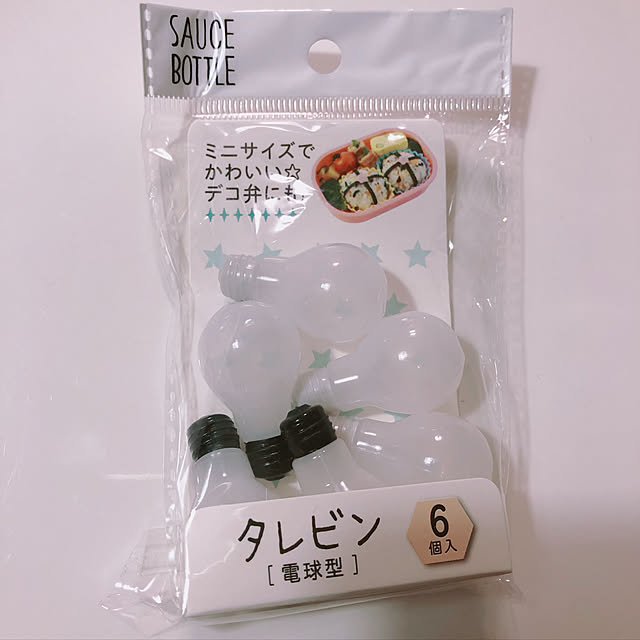 SAUCE
BOTTLE
ミニサイズで
かわいい☆
デコ弁にも!
タレビン
[電球型]
6
個入